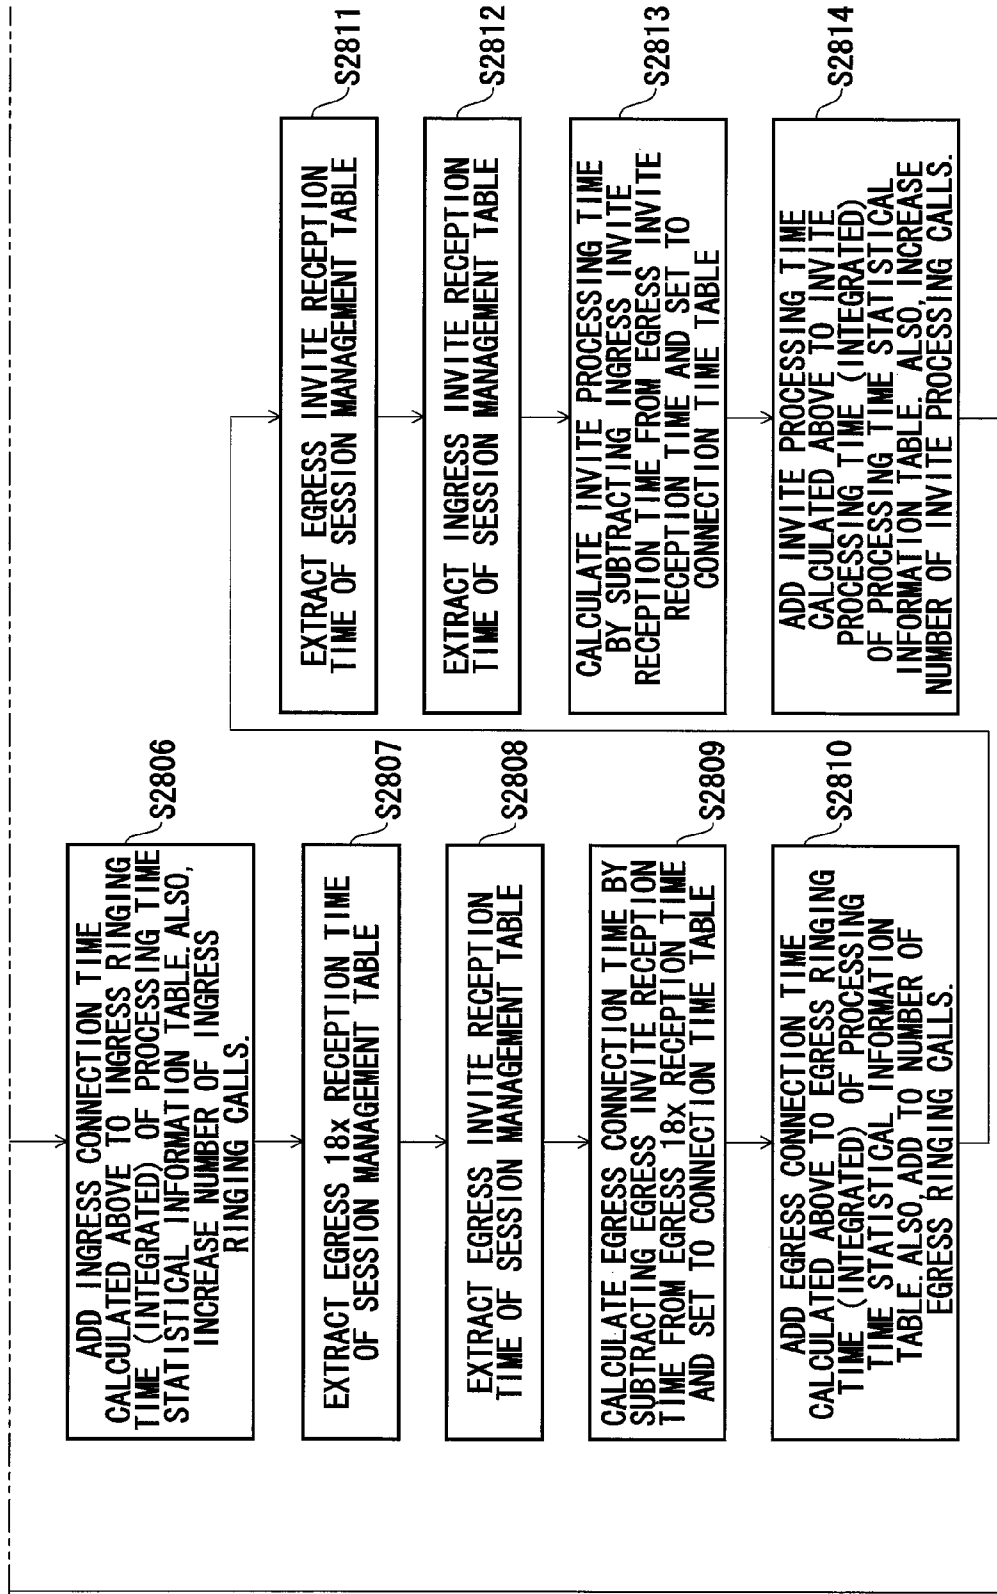 ADD INGRESS CONNECTION TIME
CALCULATED ABOVE TO INGRESS RINGING
TIME (INTEGRATED) OF PROCESSING TIME
STATISTICAL INFORMATION TABLE. ALSO,
INCREASE NUMBER OF INGRESS
RINGING CALLS.
S2806
EXTRACT EGRESS 18x RECEPTION TIME
OF SESSION MANAGEMENT TABLE
S2807
EXTRACT EGRESS INVITE RECEPTION
TIME OF SESSION MANAGEMENT TABLE
S2808
CALCULATE EGRESS CONNECTION TIME BY
SUBTRACTING EGRESS INVITE RECEPTION
TIME FROM EGRESS 18x RECEPTION TIME
AND SET TO CONNECTION TIME TABLE
S2809
ADD EGRESS CONNECTION TIME
CALCULATED ABOVE TO EGRESS RINGING
TIME (INTEGRATED) OF PROCESSING
TIME STATISTICAL INFORMATION
TABLE. ALSO, ADD TO NUMBER OF
EGRESS RINGING CALLS.
S2810
EXTRACT EGRESS INVITE RECEPTION
TIME OF SESSION MANAGEMENT TABLE
S2811
EXTRACT INGRESS INVITE RECEPTION
TIME OF SESSION MANAGEMENT TABLE
S2812
CALCULATE INVITE PROCESSING TIME
BY SUBTRACTING INGRESS INVITE
RECEPTION TIME FROM EGRESS INVITE
RECEPTION TIME AND SET TO
CONNECTION TIME TABLE
S2813
ADD INVITE PROCESSING TIME
CALCULATED ABOVE TO INVITE
PROCESSING TIME (INTEGRATED)
OF PROCESSING TIME STATISTICAL
INFORMATION TABLE. ALSO, INCREASE
NUMBER OF INVITE PROCESSING CALLS.
S2814